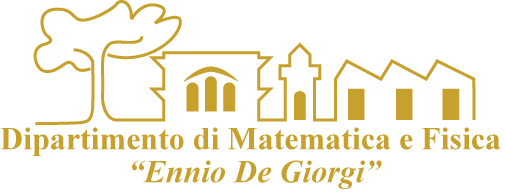 Dipartimento di Matematica e Fisica
“Ennio De Giorgi”